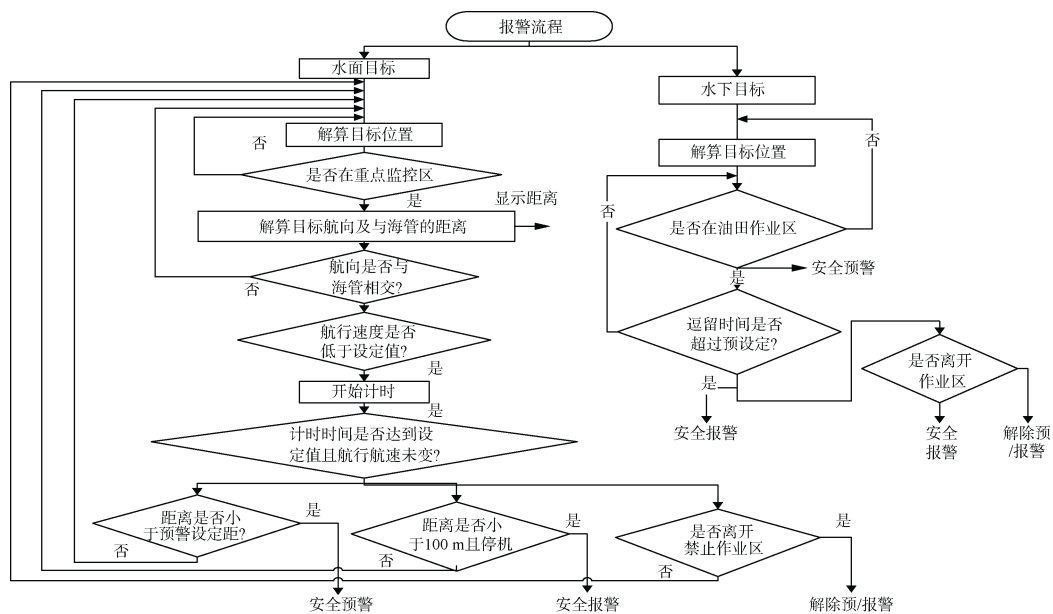 报警流程
水面目标
解算目标位置
否
是否在重点监控区
是
显示距离
解算目标航向及与海管的距离
航向是否与
海管相交?
否
航行速度是否
低于设定值?
是
开始计时
是
计时时间是否达到设
定值且航行航速未变?
距离是否小
于预警设定距?
是
否
安全预警
距离是否小
于100 m且停机
是
否
安全报警
是否离开
禁止作业区
是
否
解除预/报警
水下目标
解算目标位置
否
是否在油田作业区
否
是
安全预警
逗留时间是否
超过预设定?
是
安全报警
是否离开
作业区
安全
报警
解除预
/报警